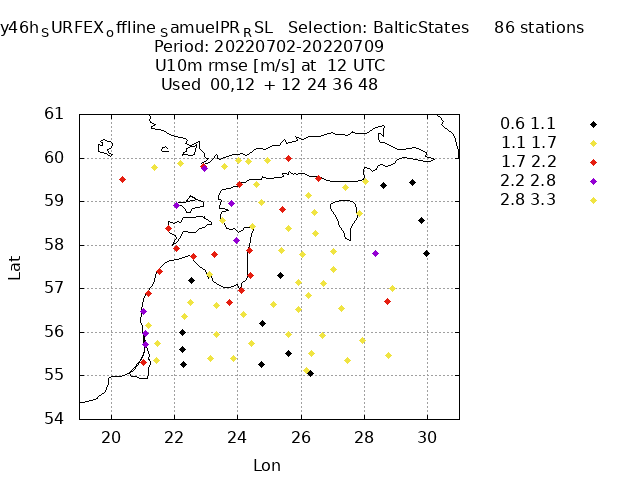 y46h_SURFEX_offline_SamuelPR_RSL Selection: BalticStates 86 stations
Period: 20220702-20220709
U10m rmse [m/s] at 12 UTC
Used 00,12 + 12 24 36 48
61
60
59
58
57
56
55
54
20 22 24 26 28 30
Lat
Lon
0.6 1.1
1.1 1.7
1.7 2.2
2.2 2.8
2.8 3.3